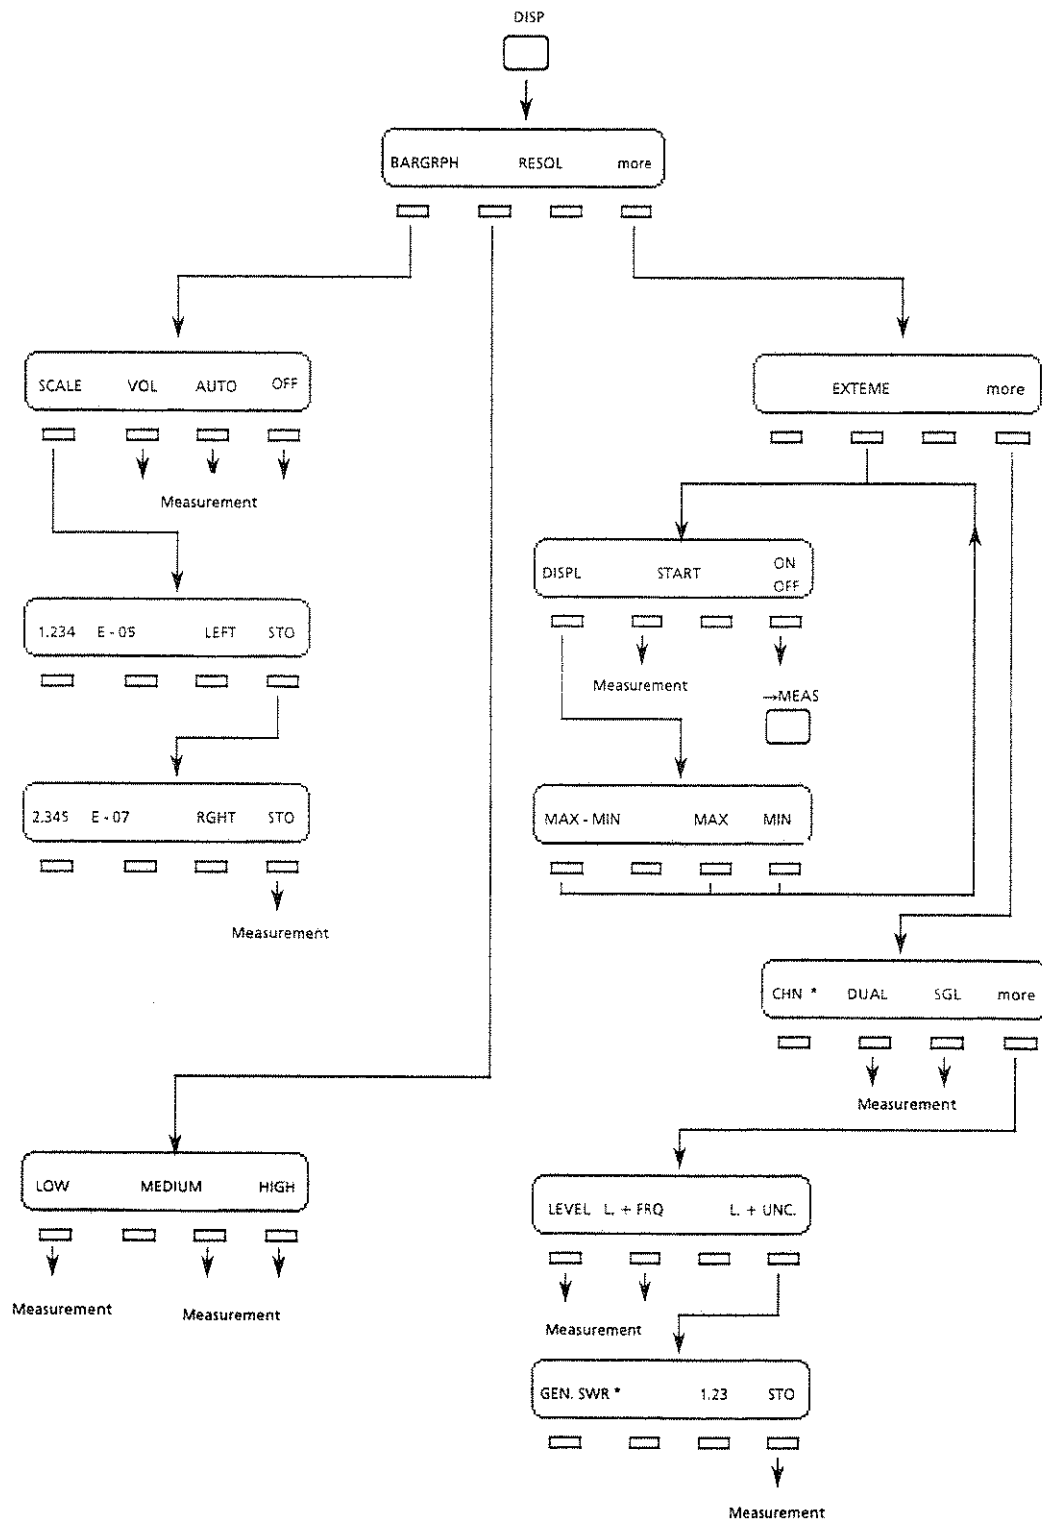 DISP
BARGRPH RESOL more
SCALE VOL AUTO OFF
Measurement
1.234 E - 05 LEFT STO
2.345 E - 07 RGHT STO
Measurement
LOW MEDIUM HIGH
Measurement Measurement
EXTEME more
DISPL START ON
OFF
Measurement
→MEAS
MAX - MIN MAX MIN
CHN * DUAL SGL more
Measurement
LEVEL L. + FRQ L. + UNC.
Measurement
GEN. SWR * 1.23 STO
Measurement